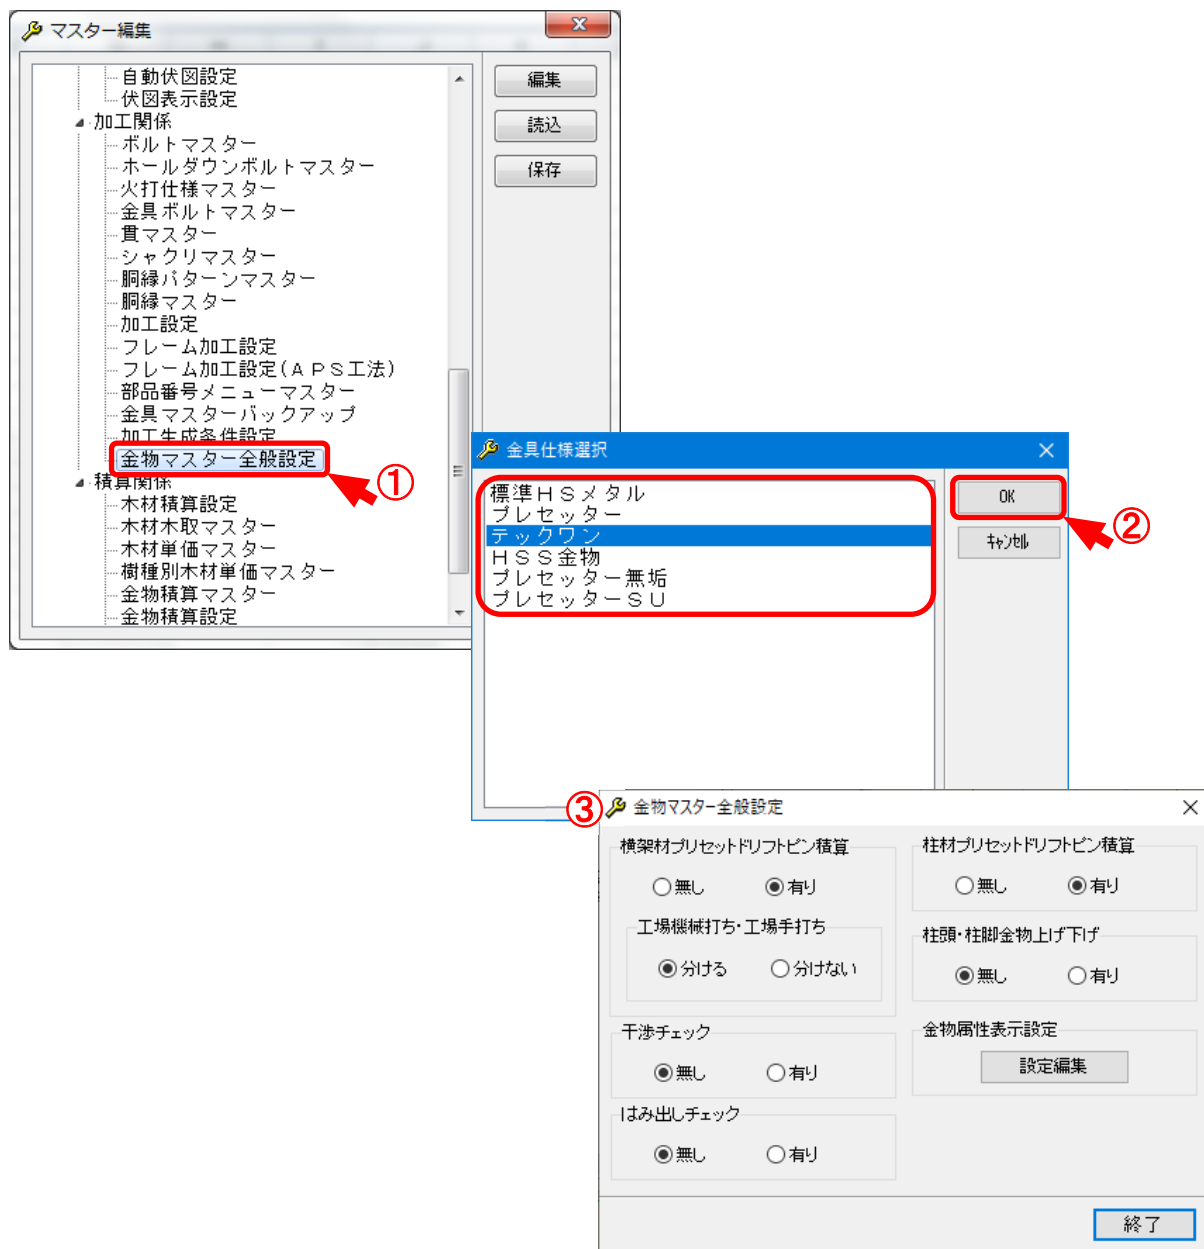 マスター編集
自動伏図設定
伏図表示設定
加工関係
ボルトマスター
ホールダウンボルトマスター
火打仕様マスター
金具ボルトマスター
貫マスター
シャクリマスター
胴縁パターンマスター
胴縁マスター
加工設定
フレーム加工設定
フレーム加工設定(ＡＰＳ工法)
部品番号メニューマスター
金具マスターバックアップ
加工生成条件設定
金物マスター全般設定
①
積算関係
木材積算設定
木材木取マスター
木材単価マスター
樹種別木材単価マスター
金物積算マスター
金物積算設定
編集
読込
保存
金具仕様選択
標準ＨＳメタル
プレセッター
テックワン
ＨＳＳ金物
プレセッター無垢
プレセッターＳＵ
OK
②
ｷｬﾝｾﾙ
③
金物マスター全般設定
横架材プリセットドリフトピン積算
無し 有り
工場機械打ち・工場手打ち
分ける 分けない
干渉チェック
無し 有り
はみ出しチェック
無し 有り
柱材プリセットドリフトピン積算
無し 有り
柱頭・柱脚金物上げ下げ
無し 有り
金物属性表示設定
設定編集
終了